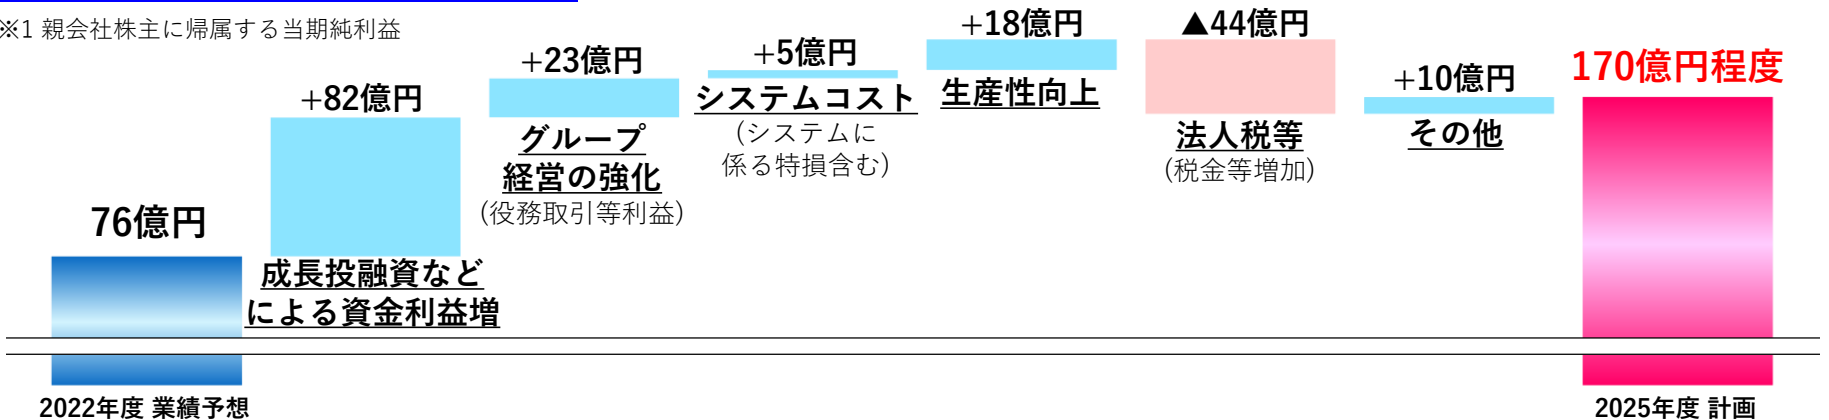 ※1 親会社株主に帰属する当期純利益
76億円
2022年度 業績予想
+82億円
成長投融資など
による資金利益増
+23億円
グループ
経営の強化
(役務取引等利益)
+5億円
システムコスト
(システムに
係る特損含む)
+18億円
生産性向上
▲44億円
法人税等
(税金等増加)
+10億円
その他
170億円程度
2025年度 計画